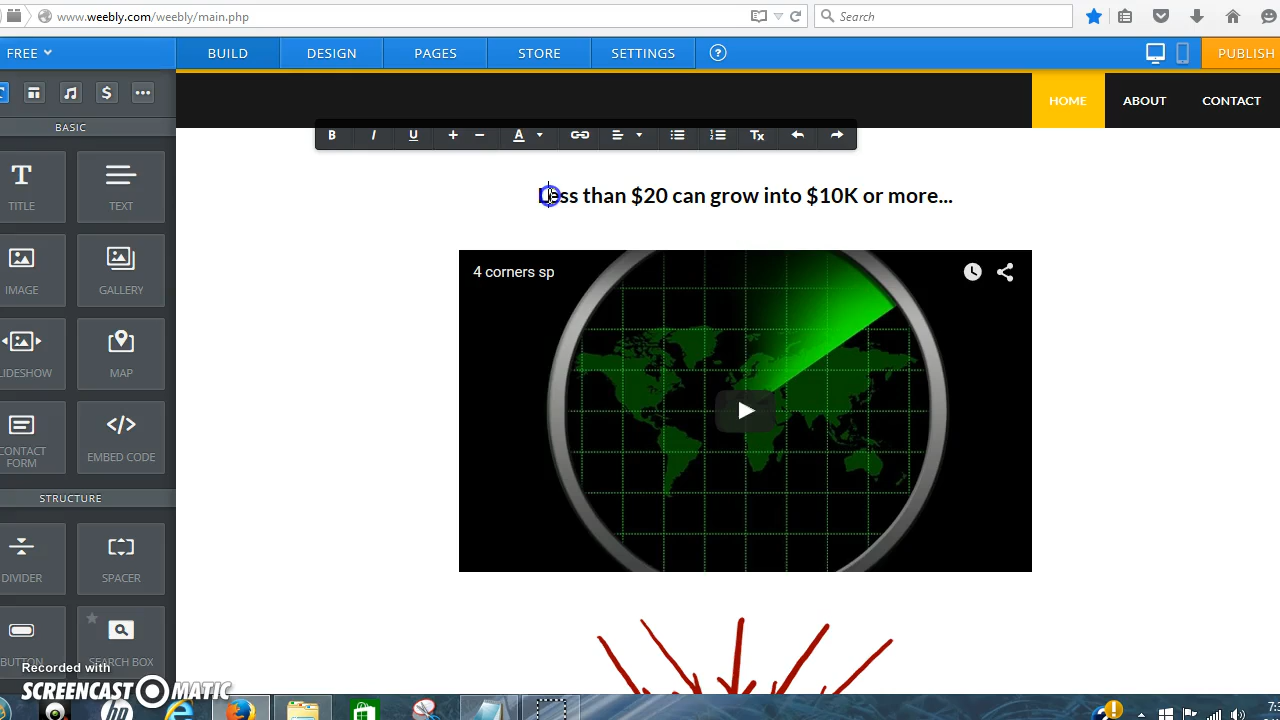 www.weebly.com/weebly/main.php
Search
FREE
BUILD
DESIGN
PAGES
STORE
SETTINGS
?
PUBLISH
$
HOME
ABOUT
CONTACT
BASIC
B I U + − A Tx
T
TITLE
TEXT
Less than $20 can grow into $10K or more...
IMAGE
GALLERY
4 corners sp
LIDESHOW
MAP
CONTACT
FORM
</>
EMBED CODE
STRUCTURE
DIVIDER
SPACER
BUTTON
SEARCH BOX
Recorded with
SCREENCAST MATIC
hp